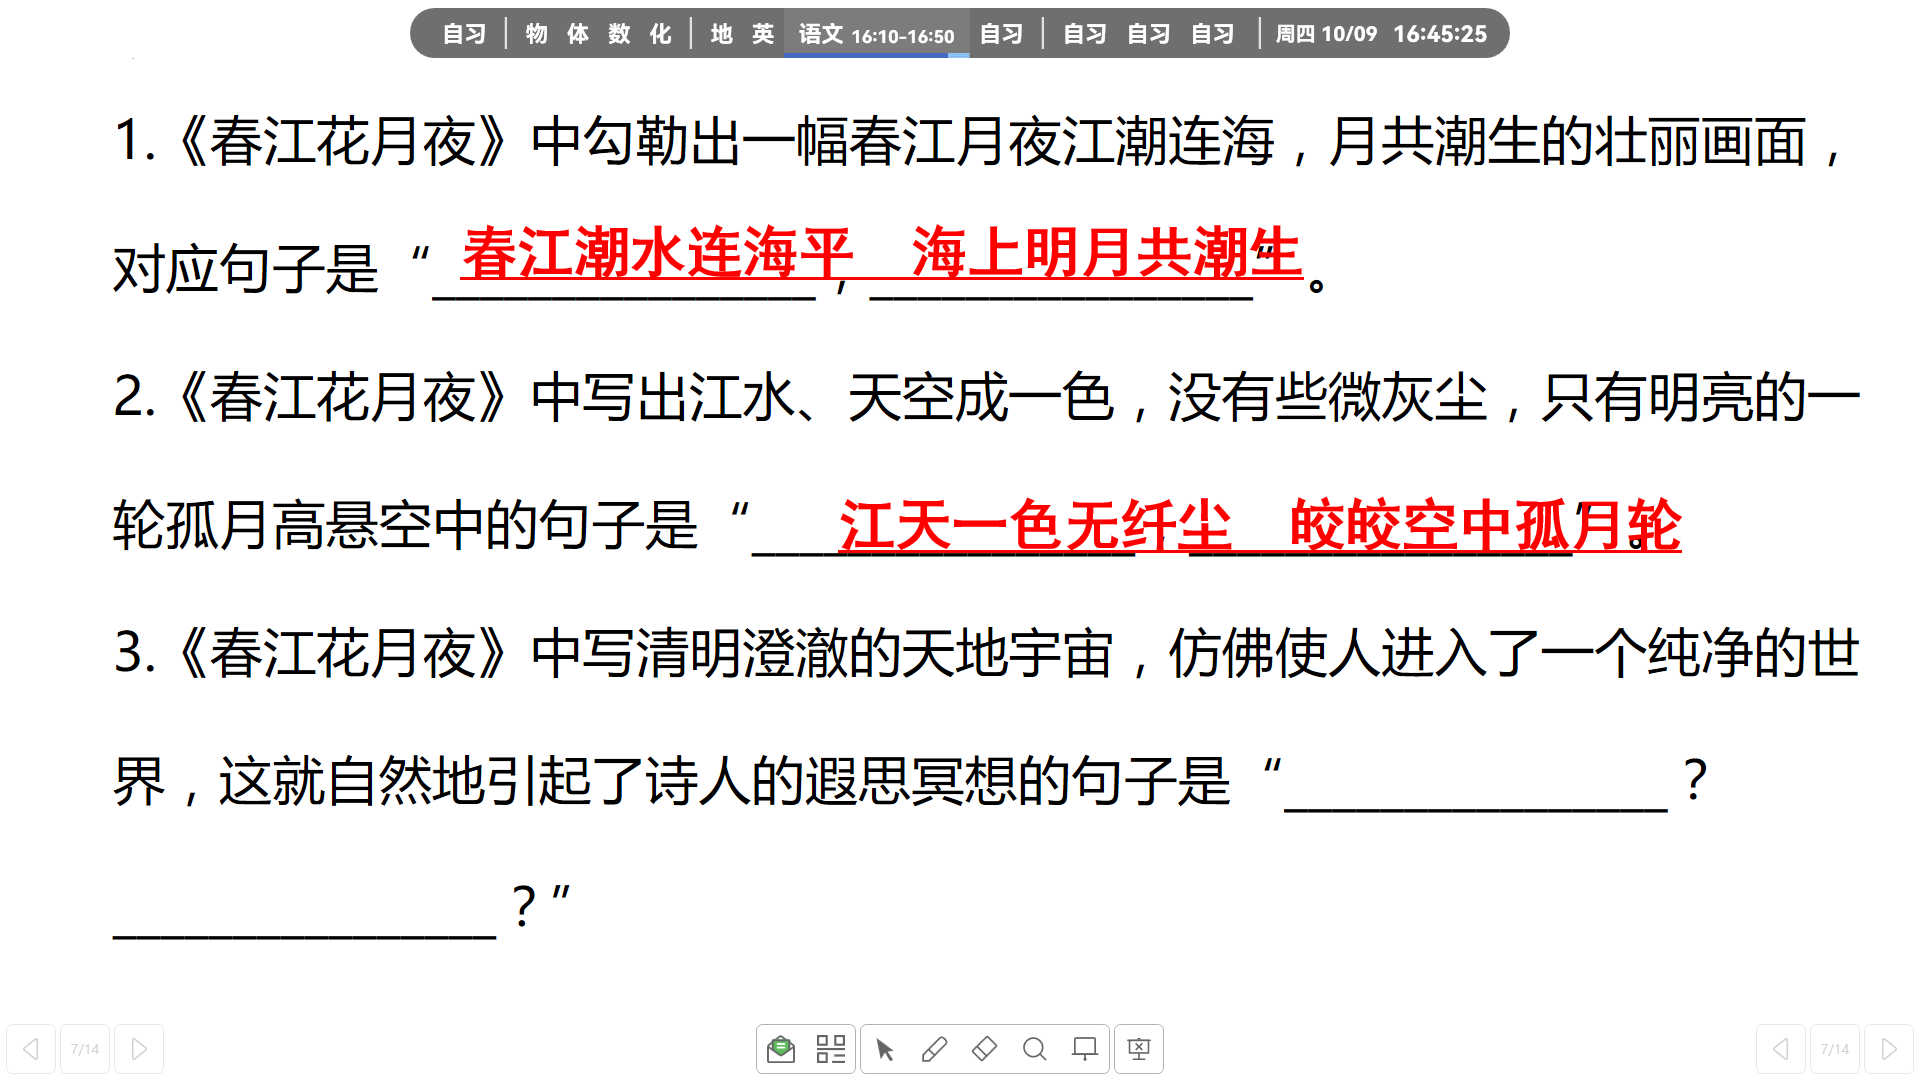 自习 | 物 体 数 化 | 地 英 语文 16:10-16:50 自习 | 自习 自习 自习 | 周四 10/09 16:45:25
1.《春江花月夜》中勾勒出一幅春江月夜江潮连海，月共潮生的壮丽画面，
对应句子是“春江潮水连海平，海上明月共潮生”。
2.《春江花月夜》中写出江水、天空成一色，没有些微灰尘，只有明亮的一
轮孤月高悬空中的句子是“江天一色无纤尘，皎皎空中孤月轮”。
3.《春江花月夜》中写清明澄澈的天地宇宙，仿佛使人进入了一个纯净的世
界，这就自然地引起了诗人的遐思冥想的句子是“________________？
________________？”
7/14
7/14